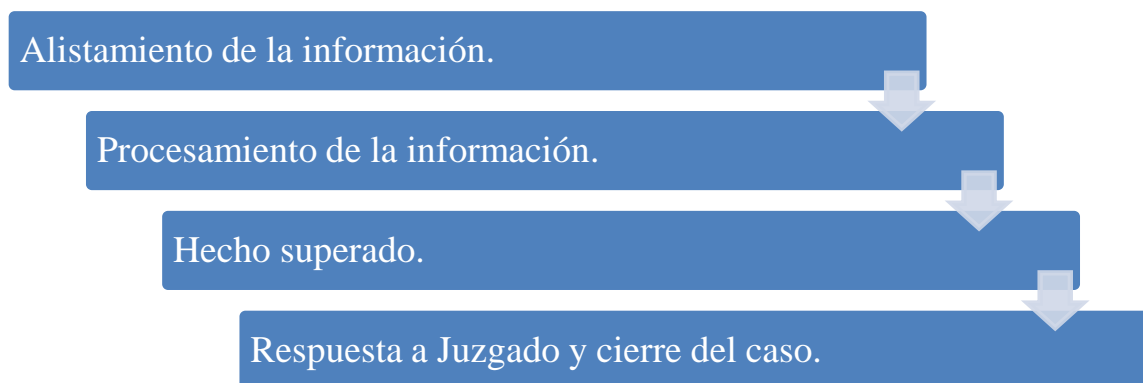 Alistamiento de la información.
Procesamiento de la información.
Hecho superado.
Respuesta a Juzgado y cierre del caso.